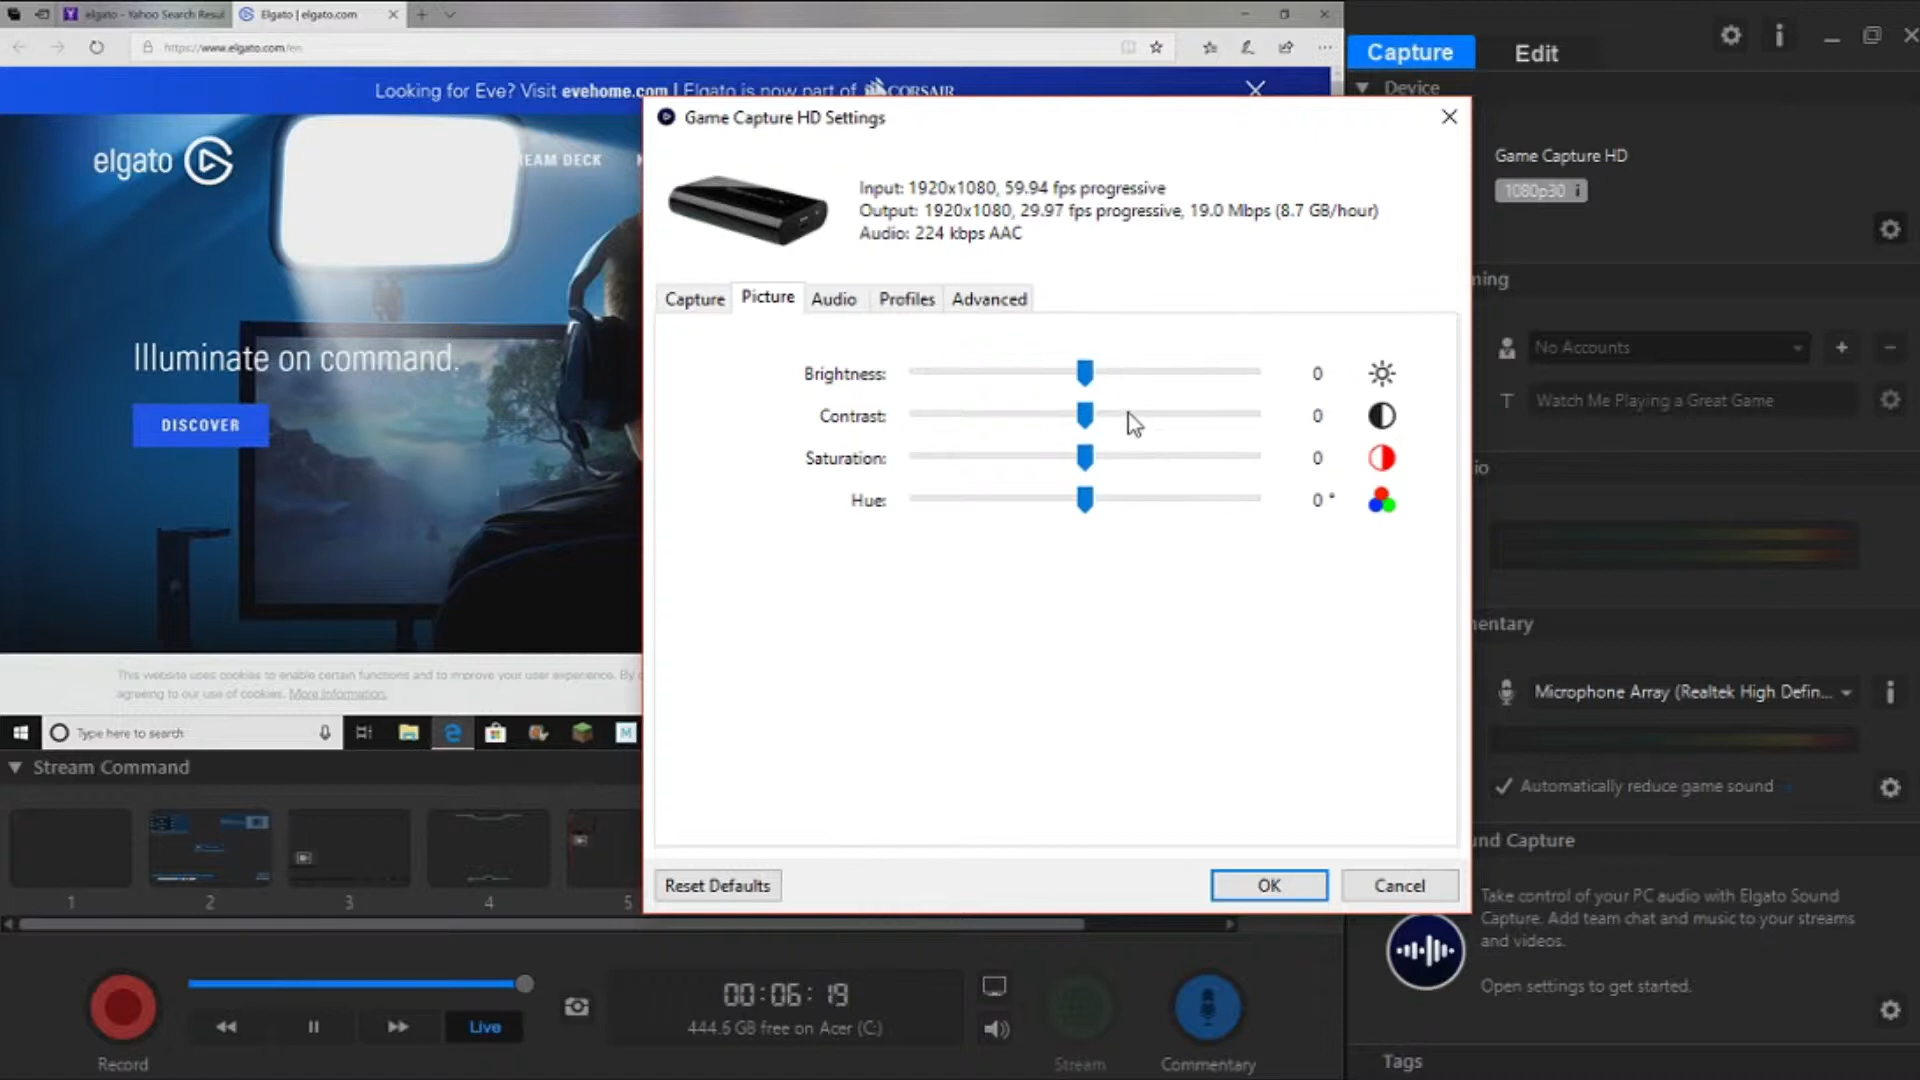 elgato - Yahoo Search Resul
Elgato | elgato.com
https://www.elgato.com/en
Looking for Eve? Visit evehome.com | Elgato is now part of CORSAIR
elgato
EAM DECK
Illuminate on command.
DISCOVER
This website uses cookies to enable certain functions and to improve your user experience. By
agreeing to our use of cookies. More Information.
Type here to search
M
Stream Command
1
2
3
4
5
Record
Live
00:06:19
444.5 GB free on Acer (C:)
Stream
Commentary
Game Capture HD Settings
Input: 1920x1080, 59.94 fps progressive
Output: 1920x1080, 29.97 fps progressive, 19.0 Mbps (8.7 GB/hour)
Audio: 224 kbps AAC
Capture
Picture
Audio
Profiles
Advanced
Brightness: 0
Contrast: 0
Saturation: 0
Hue: 0 °
Reset Defaults
OK
Cancel
Capture
Edit
Device
Game Capture HD
1080p30 i
ming
No Accounts
T Watch Me Playing a Great Game
io
mentary
Microphone Array (Realtek High Defin...
Automatically reduce game sound
nd Capture
Take control of your PC audio with Elgato Sound
Capture. Add team chat and music to your streams
and videos.
Open settings to get started.
Tags